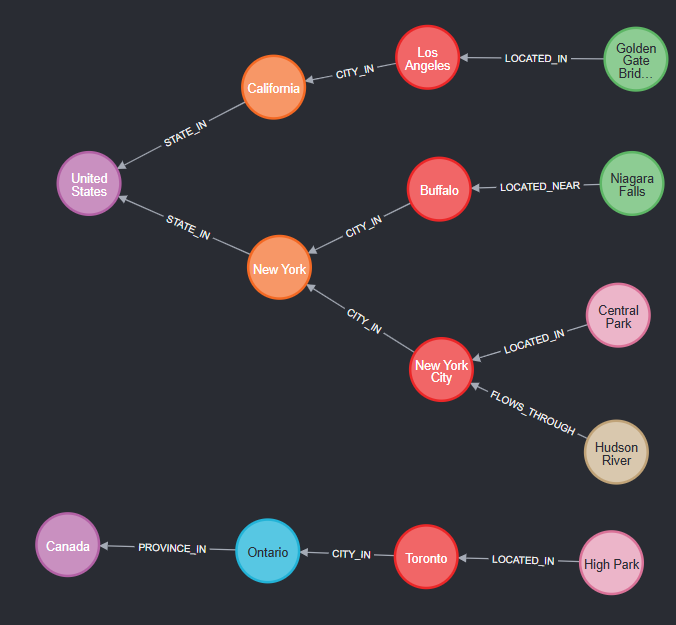 Los
Angeles
LOCATED_IN
Golden
Gate
Brid...
CITY_IN
California
STATE_IN
United
States
Buffalo
LOCATED_NEAR
Niagara
Falls
CITY_IN
STATE_IN
New York
CITY_IN
Central
Park
LOCATED_IN
New York
City
FLOWS_THROUGH
Hudson
River
Canada
PROVINCE_IN
Ontario
CITY_IN
Toronto
LOCATED_IN
High Park